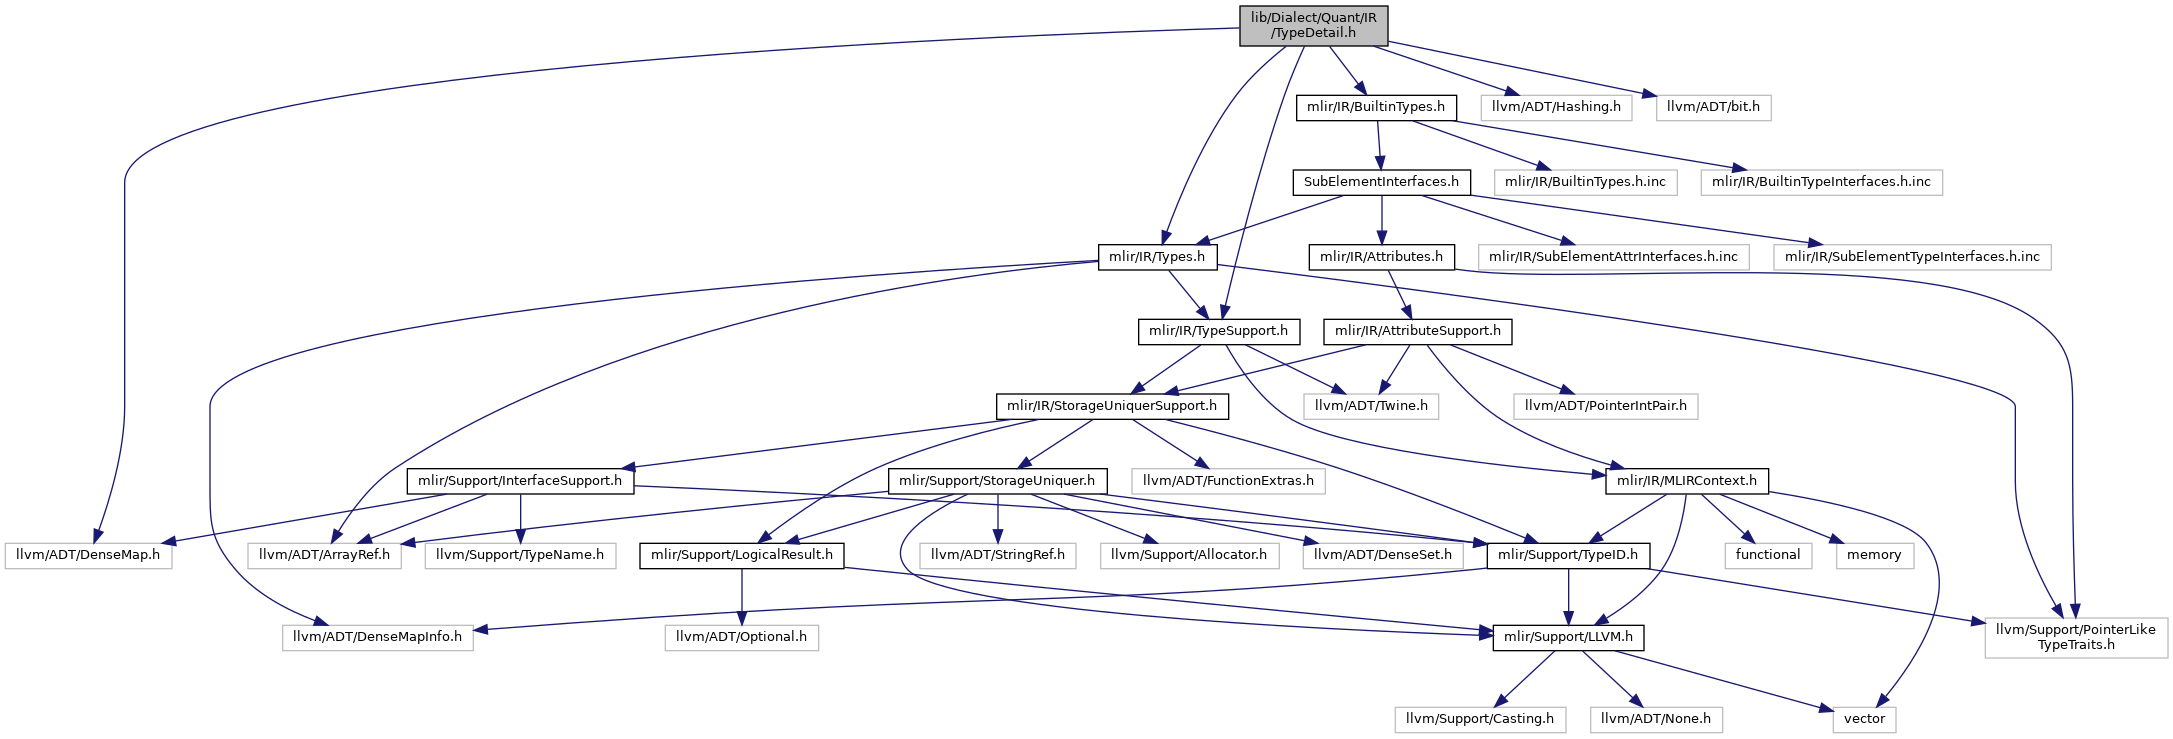 lib/Dialect/Quant/IR
/TypeDetail.h
mlir/IR/BuiltinTypes.h
llvm/ADT/Hashing.h
llvm/ADT/bit.h
SubElementInterfaces.h
mlir/IR/BuiltinTypes.h.inc
mlir/IR/BuiltinTypeInterfaces.h.inc
mlir/IR/Types.h
mlir/IR/Attributes.h
mlir/IR/SubElementAttrInterfaces.h.inc
mlir/IR/SubElementTypeInterfaces.h.inc
mlir/IR/TypeSupport.h
mlir/IR/AttributeSupport.h
mlir/IR/StorageUniquerSupport.h
llvm/ADT/Twine.h
llvm/ADT/PointerIntPair.h
mlir/Support/InterfaceSupport.h
mlir/Support/StorageUniquer.h
llvm/ADT/FunctionExtras.h
mlir/IR/MLIRContext.h
llvm/ADT/DenseMap.h
llvm/ADT/ArrayRef.h
llvm/Support/TypeName.h
mlir/Support/LogicalResult.h
llvm/ADT/StringRef.h
llvm/Support/Allocator.h
llvm/ADT/DenseSet.h
mlir/Support/TypeID.h
functional
memory
llvm/ADT/DenseMapInfo.h
llvm/ADT/Optional.h
mlir/Support/LLVM.h
llvm/Support/PointerLike
TypeTraits.h
llvm/Support/Casting.h
llvm/ADT/None.h
vector